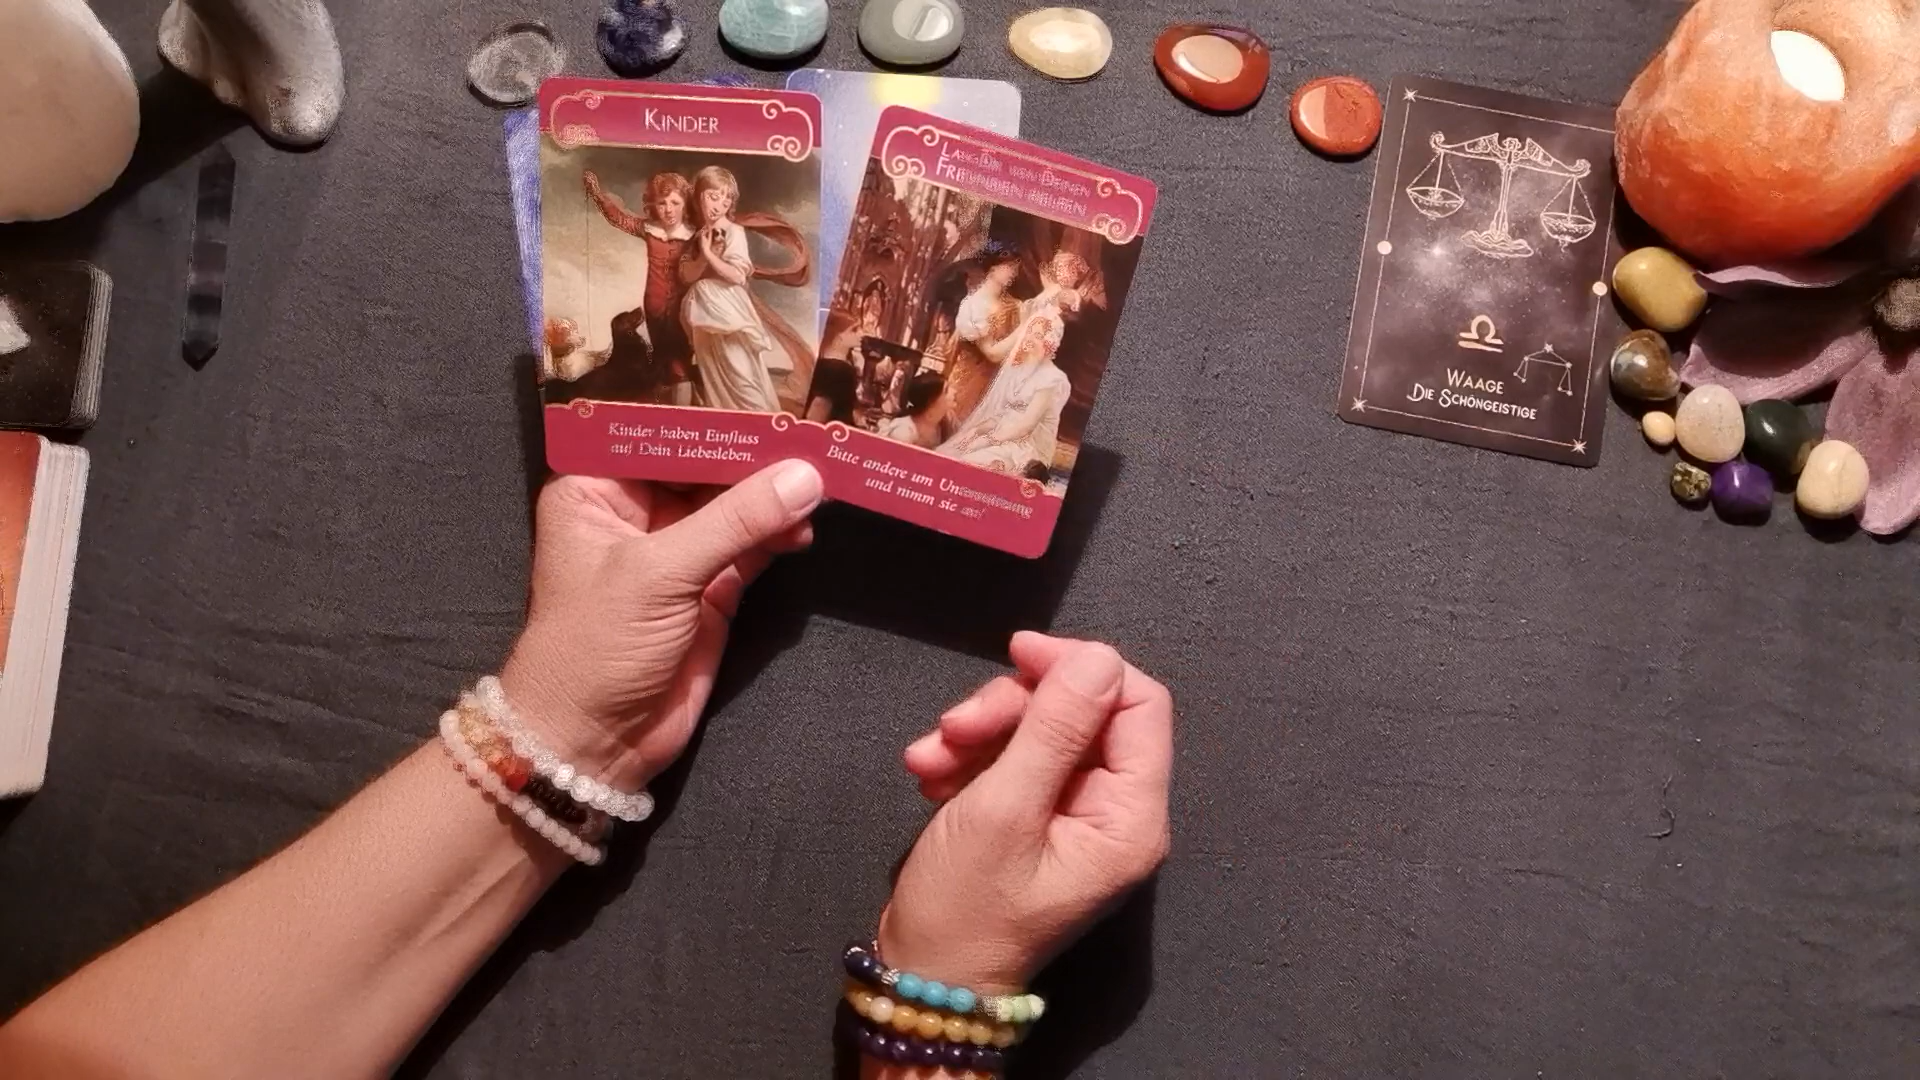 KINDER
Kinder haben Einfluss
auf Dein Liebesleben.
LASS DIR VON DEINEN
FREUNDEN HELFEN
Bitte andere um Unterstützung
und nimm sie an!
WAAGE
DIE SCHÖNGEISTIGE